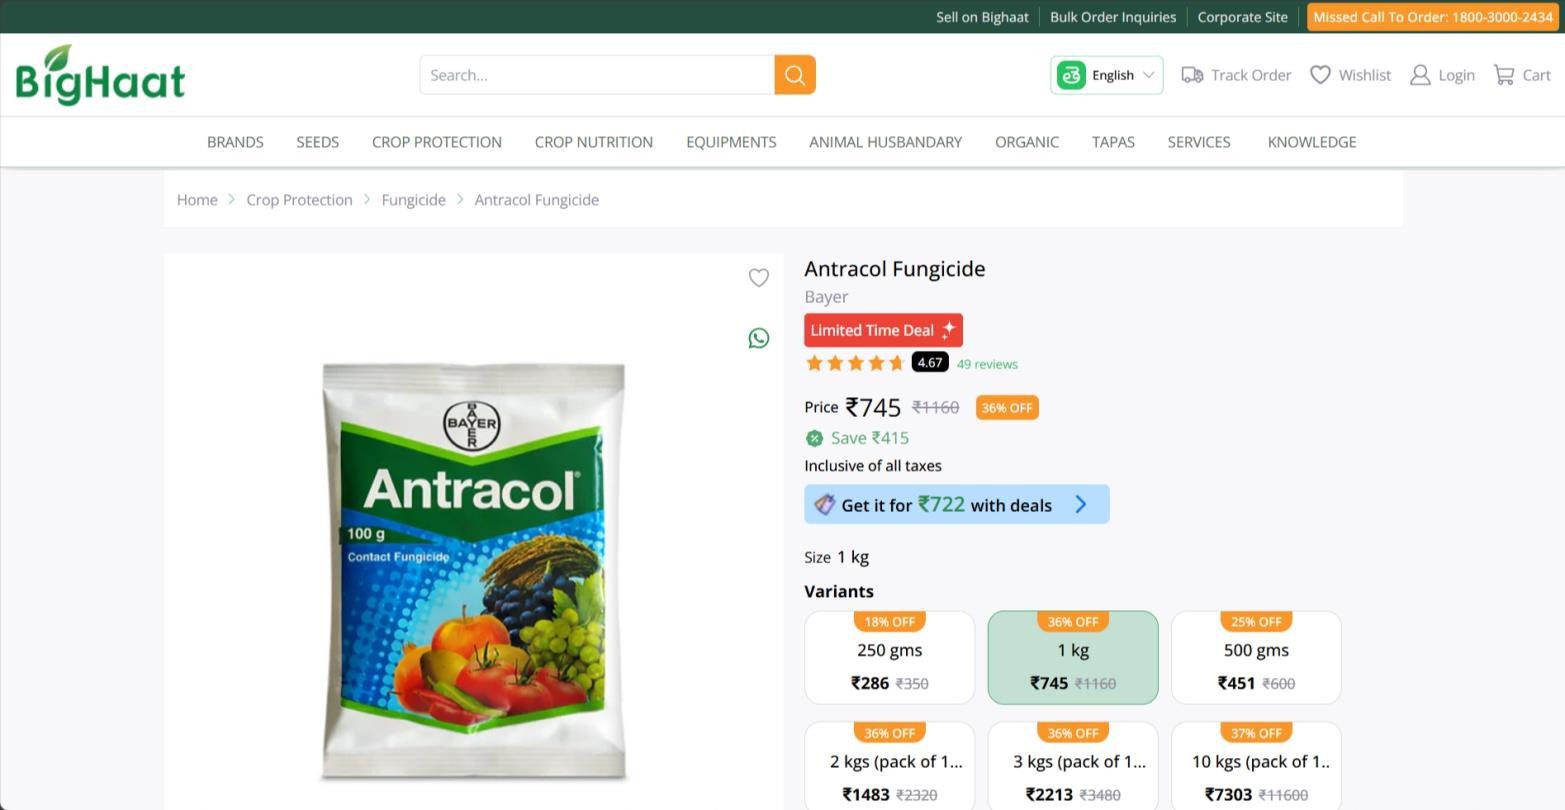 Sell on Bighaat
Bulk Order Inquiries
Corporate Site
Missed Call To Order: 1800-3000-2434
BigHaat
Search...
తె
English
Track Order
Wishlist
Login
Cart
BRANDS
SEEDS
CROP PROTECTION
CROP NUTRITION
EQUIPMENTS
ANIMAL HUSBANDARY
ORGANIC
TAPAS
SERVICES
KNOWLEDGE
Home > Crop Protection > Fungicide > Antracol Fungicide
BAYER
BAYER
Antracol®
100 g
Contact Fungicide
Antracol Fungicide
Bayer
Limited Time Deal
4.67 49 reviews
Price ₹745 ₹1160 36% OFF
Save ₹415
Inclusive of all taxes
Get it for ₹722 with deals
Size 1 kg
Variants
18% OFF
250 gms
₹286 ₹350
36% OFF
1 kg
₹745 ₹1160
25% OFF
500 gms
₹451 ₹600
36% OFF
2 kgs (pack of 1...
₹1483 ₹2320
36% OFF
3 kgs (pack of 1...
₹2213 ₹3480
37% OFF
10 kgs (pack of 1..
₹7303 ₹11600